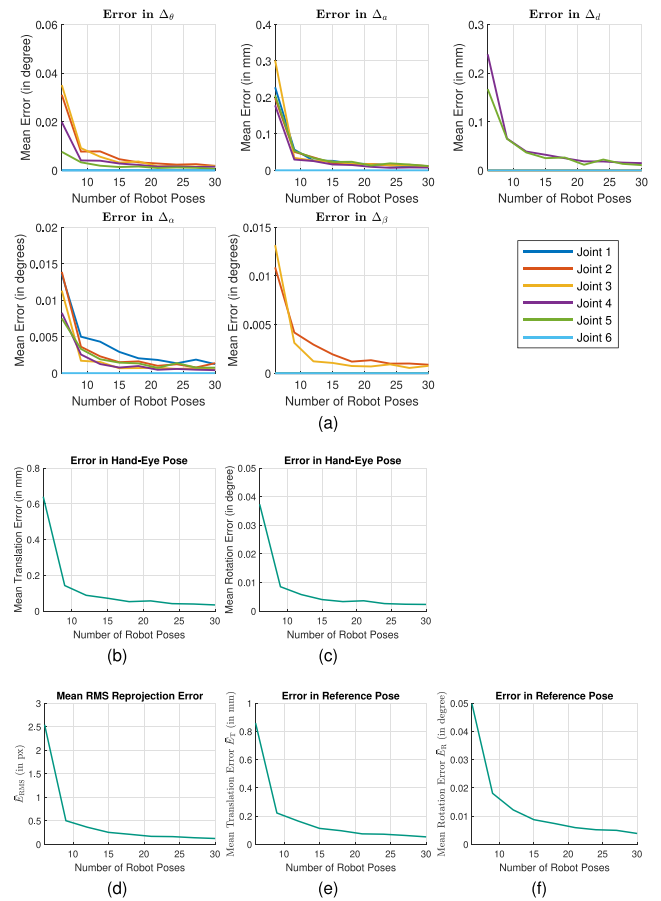 Error in Δθ
Mean Error (in degree)
0.06
0.04
0.02
0
10 15 20 25 30
Number of Robot Poses
Error in Δa
Mean Error (in mm)
0.4
0.3
0.2
0.1
0
10 15 20 25 30
Number of Robot Poses
Error in Δd
Mean Error (in mm)
0.3
0.2
0.1
0
10 15 20 25 30
Number of Robot Poses
Error in Δα
Mean Error (in degrees)
0.02
0.015
0.01
0.005
0
10 15 20 25 30
Number of Robot Poses
Error in Δβ
Mean Error (in degrees)
0.015
0.01
0.005
0
10 15 20 25 30
Number of Robot Poses
Joint 1
Joint 2
Joint 3
Joint 4
Joint 5
Joint 6
(a)
Error in Hand-Eye Pose
Mean Translation Error (in mm)
0.8
0.6
0.4
0.2
0
10 15 20 25 30
Number of Robot Poses
(b)
Error in Hand-Eye Pose
Mean Rotation Error (in degree)
0.05
0.04
0.03
0.02
0.01
0
10 15 20 25 30
Number of Robot Poses
(c)
Mean RMS Reprojection Error
ĒRMS (in px)
3
2.5
2
1.5
1
0.5
0
10 15 20 25 30
Number of Robot Poses
(d)
Error in Reference Pose
Mean Translation Error ĒT (in mm)
1
0.8
0.6
0.4
0.2
0
10 15 20 25 30
Number of Robot Poses
(e)
Error in Reference Pose
Mean Rotation Error ĒR (in degree)
0.05
0.04
0.03
0.02
0.01
0
10 15 20 25 30
Number of Robot Poses
(f)